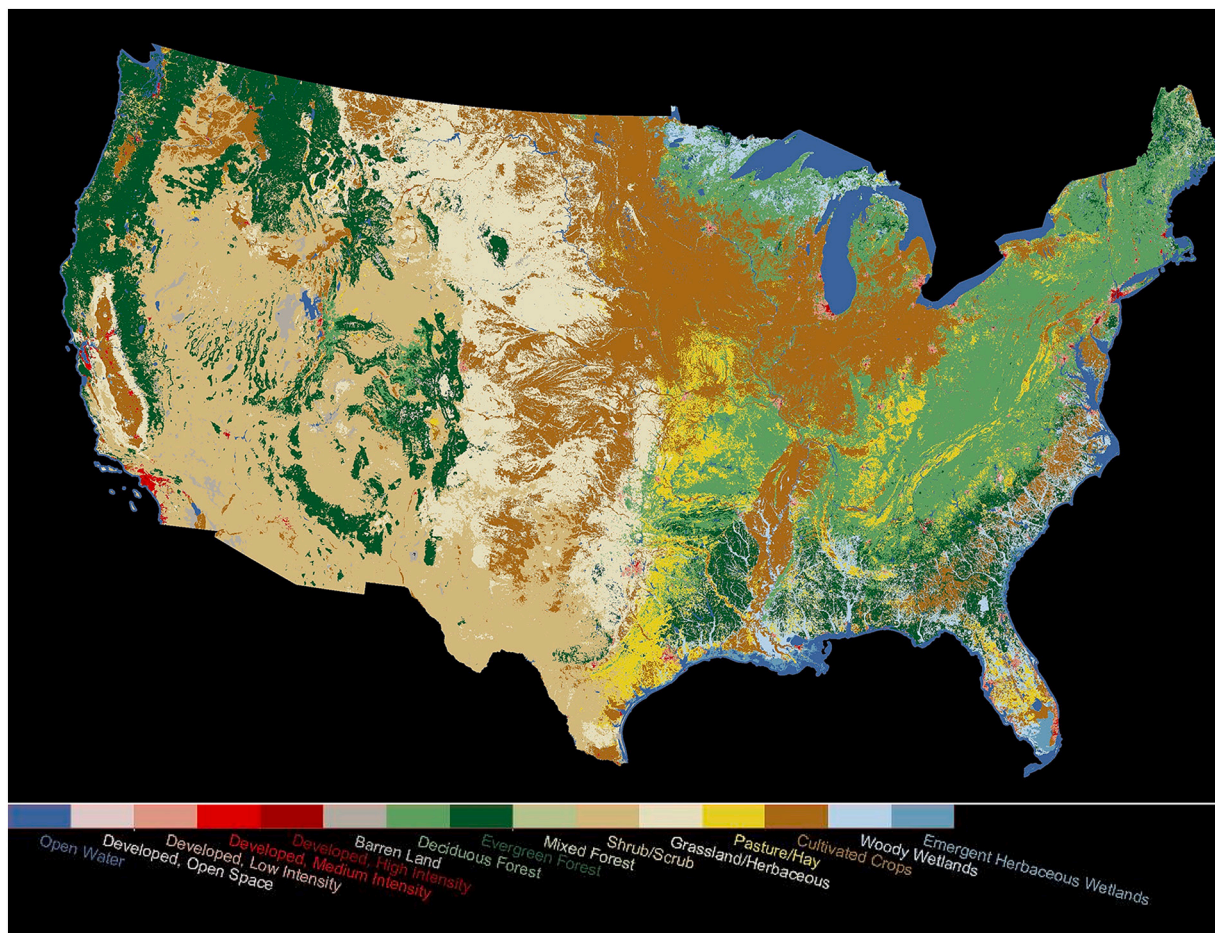 Open Water
Developed, Open Space
Developed, Low Intensity
Developed, Medium Intensity
Developed, High Intensity
Barren Land
Deciduous Forest
Evergreen Forest
Mixed Forest
Shrub/Scrub
Grassland/Herbaceous
Pasture/Hay
Cultivated Crops
Woody Wetlands
Emergent Herbaceous Wetlands